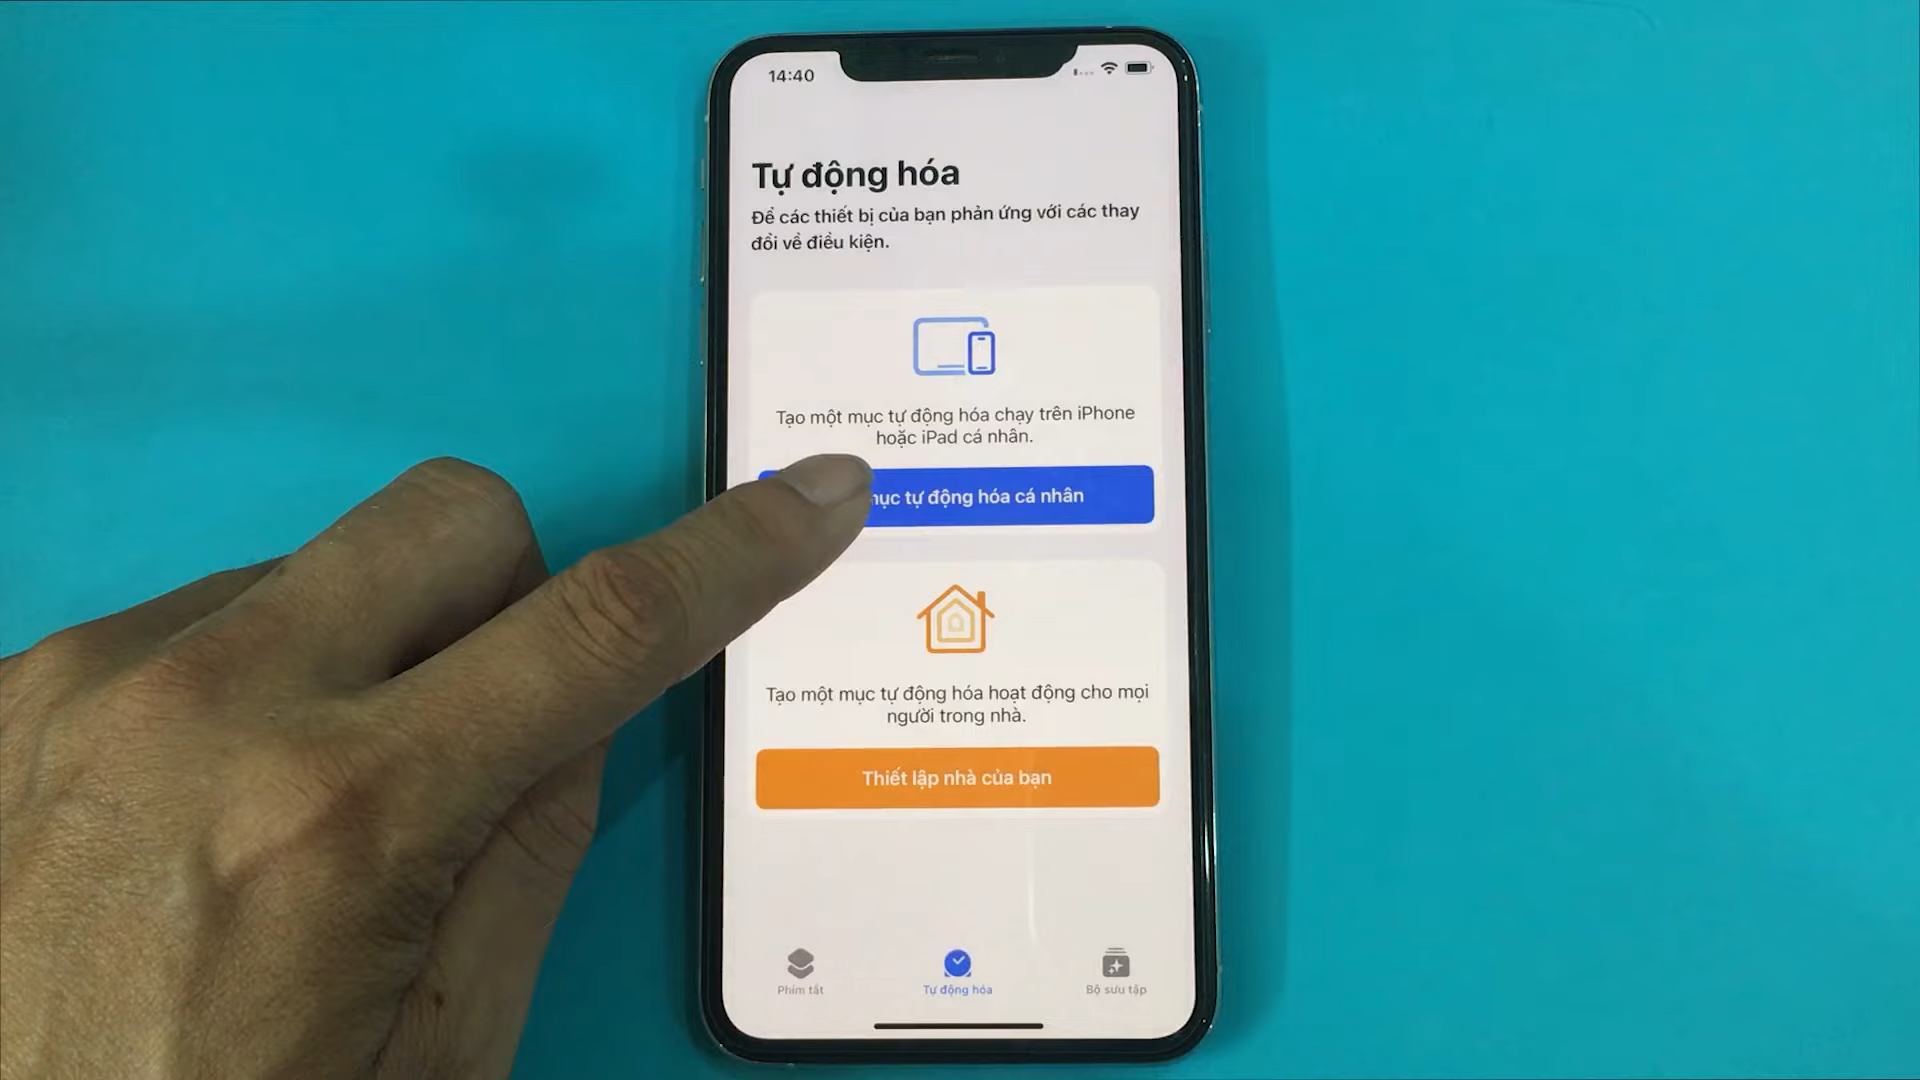 14:40
Tự động hóa
Để các thiết bị của bạn phản ứng với các thay
đổi về điều kiện.
Tạo một mục tự động hóa chạy trên iPhone
hoặc iPad cá nhân.
mục tự động hóa cá nhân
Tạo một mục tự động hóa hoạt động cho mọi
người trong nhà.
Thiết lập nhà của bạn
Phím tắt
Tự động hóa
Bộ sưu tập